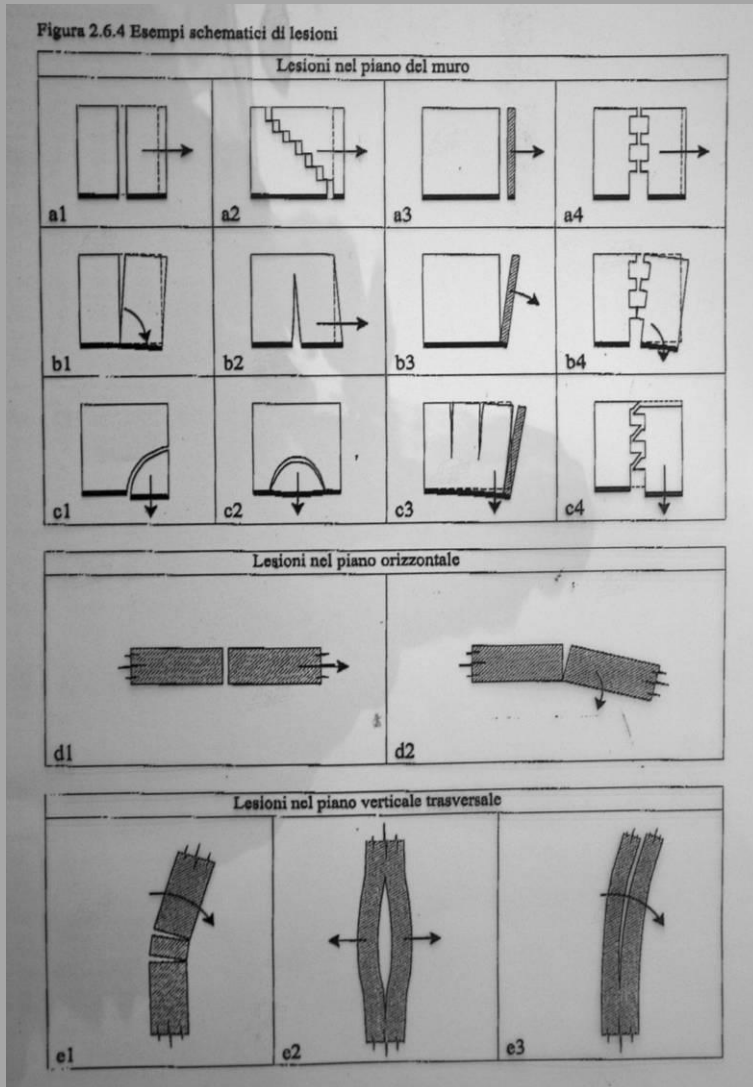 Figura 2.6.4 Esempi schematici di lesioni
Lesioni nel piano del muro
a1
a2
a3
a4
b1
b2
b3
b4
c1
c2
c3
c4
Lesioni nel piano orizzontale
d1
d2
Lesioni nel piano verticale trasversale
e1
e2
e3